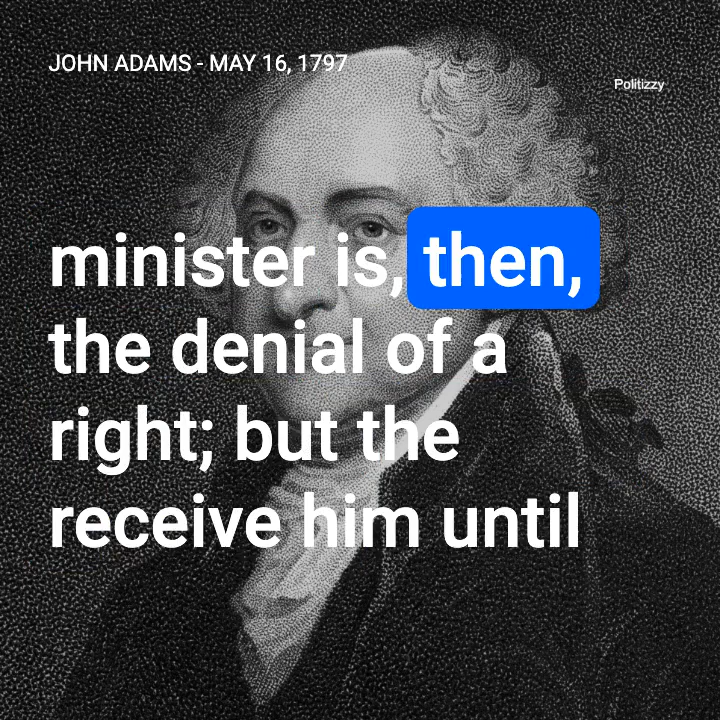 JOHN ADAMS - MAY 16, 1797
Politizzy
minister is, then,
the denial of a
right; but the
receive him until